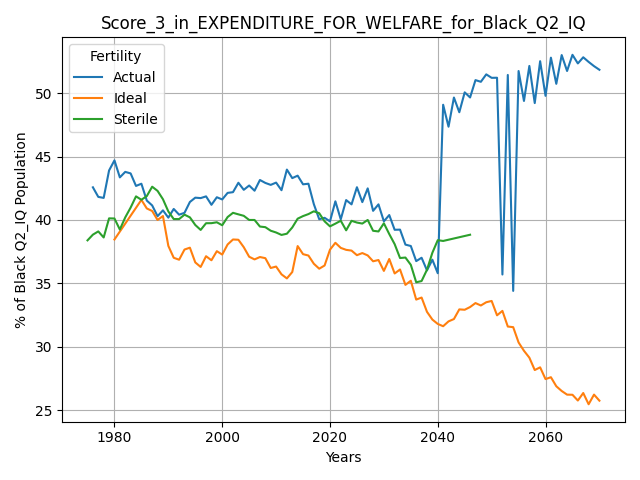 Score_3_in_EXPENDITURE_FOR_WELFARE_for_Black_Q2_IQ
Fertility
Actual
Ideal
Sterile
% of Black Q2_IQ Population
50
45
40
35
30
25
1980
2000
2020
2040
2060
Years